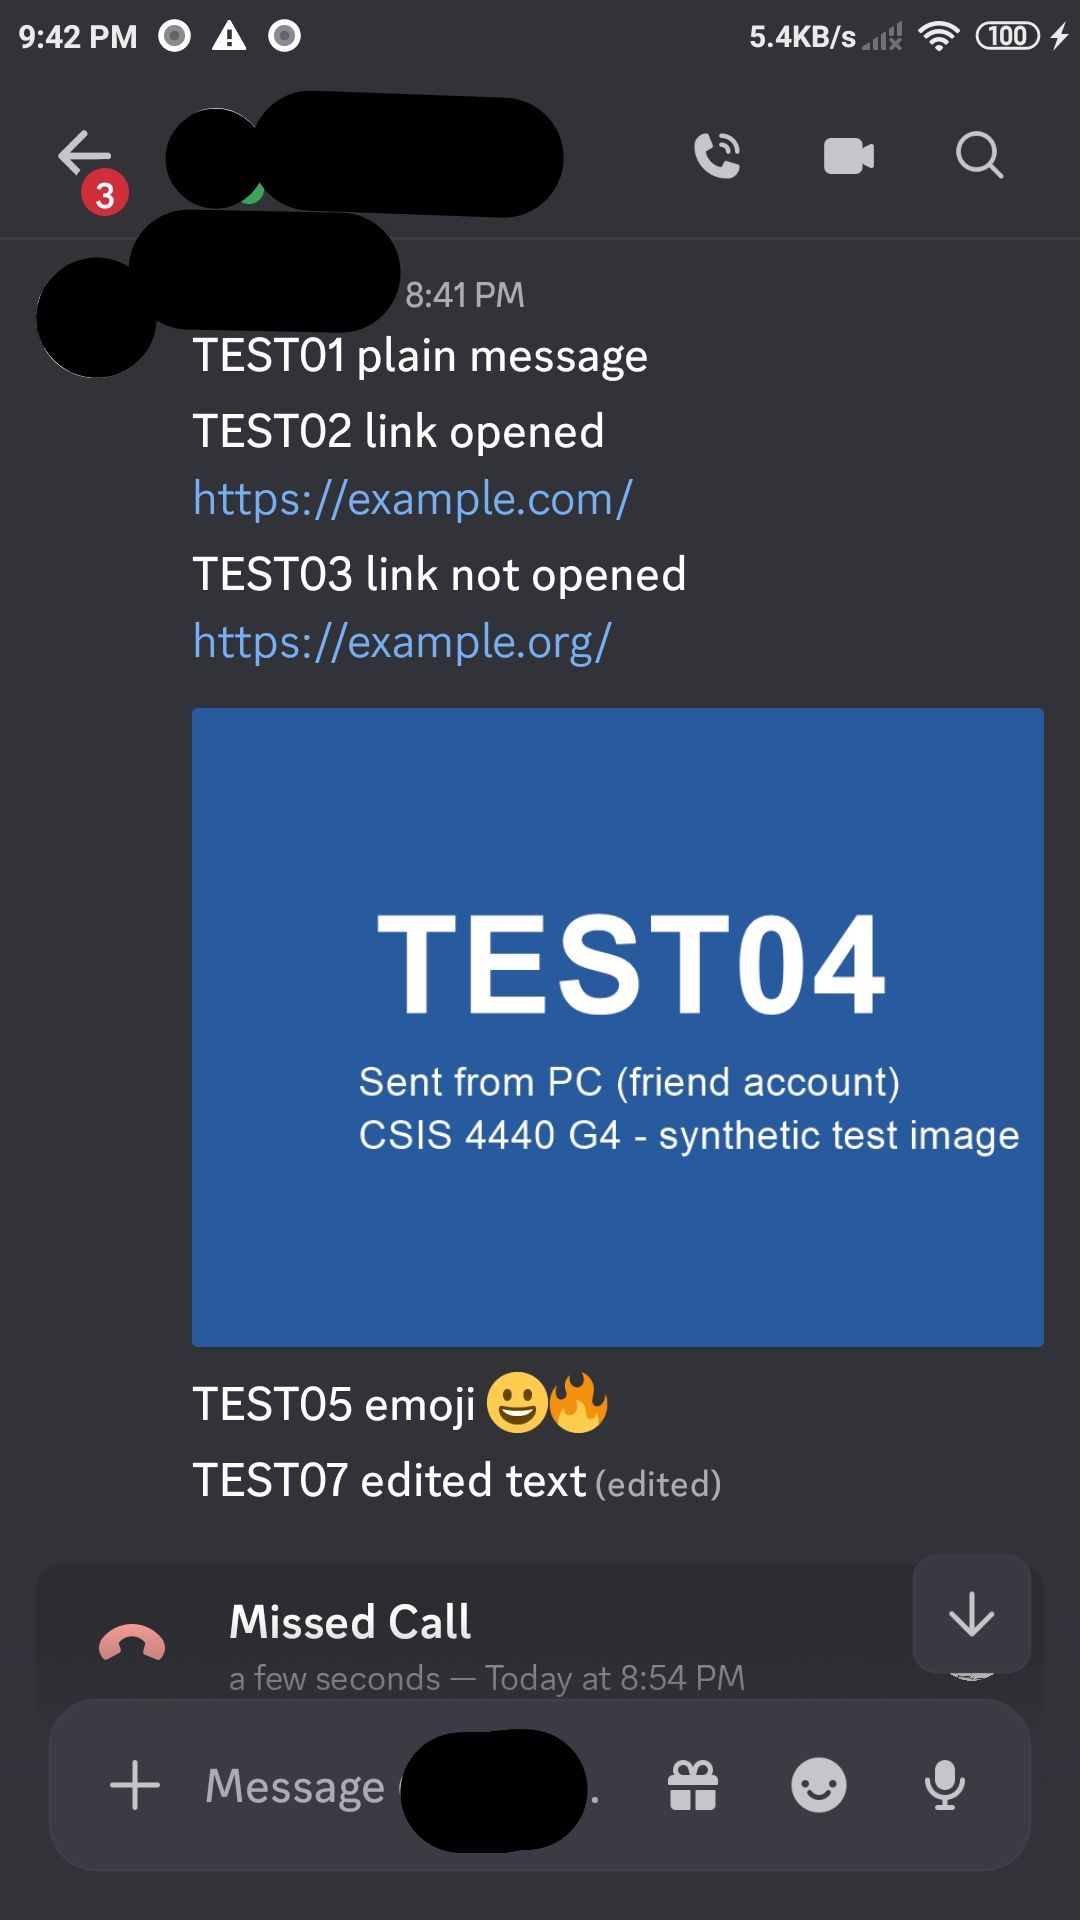 9:42 PM
5.4KB/s
100
3
8:41 PM
TEST01 plain message
TEST02 link opened
https://example.com/
TEST03 link not opened
https://example.org/
TEST04
Sent from PC (friend account)
CSIS 4440 G4 - synthetic test image
TEST05 emoji 😀🔥
TEST07 edited text (edited)
Missed Call
a few seconds — Today at 8:54 PM
Message .